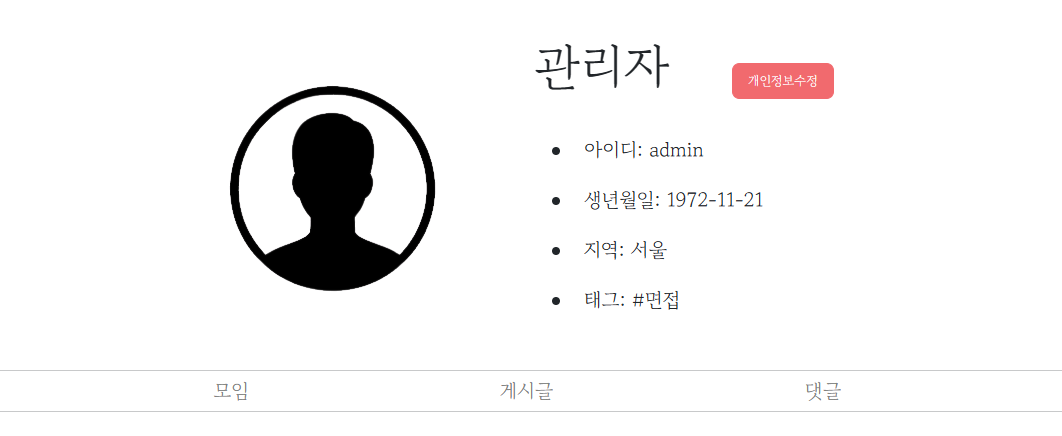 관리자
개인정보수정
아이디: admin
생년월일: 1972-11-21
지역: 서울
태그: #면접
모임 게시글 댓글